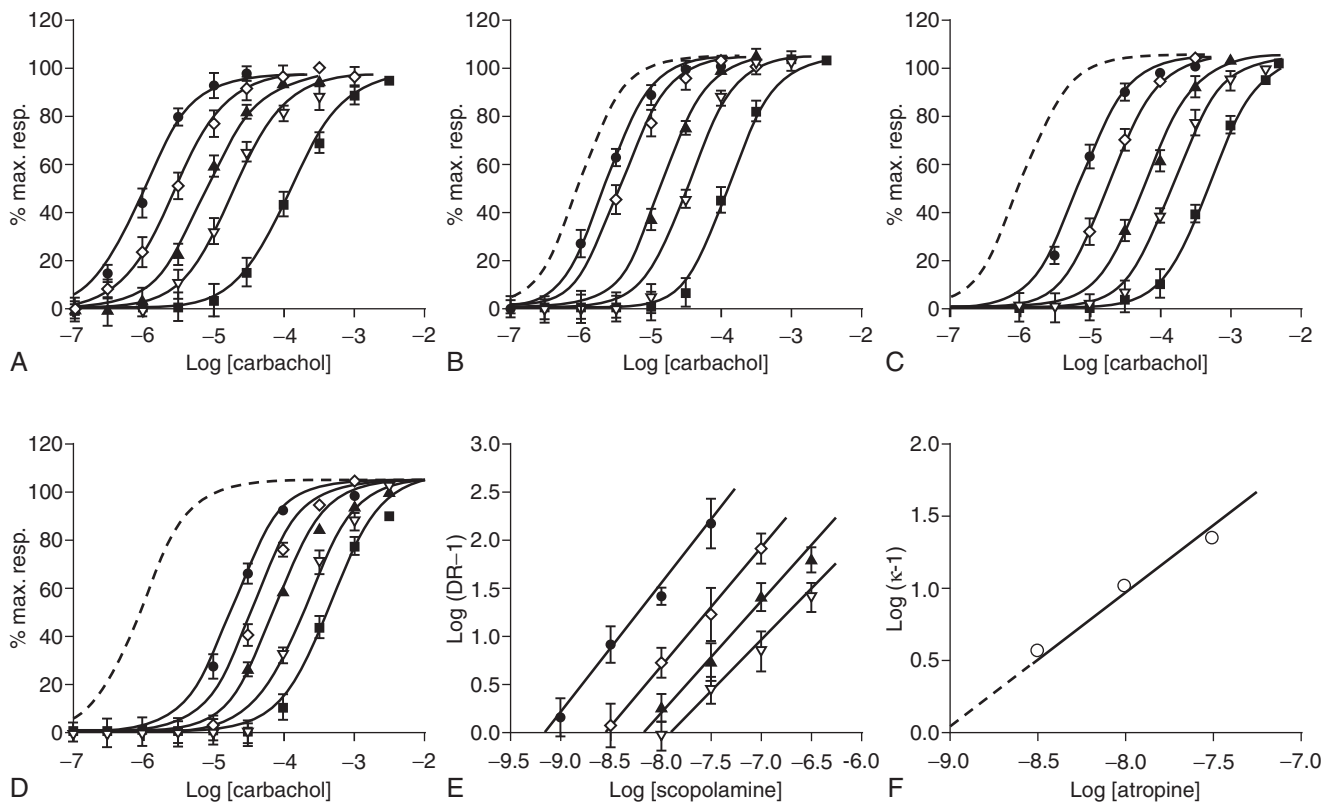 % max. resp.
120
100
80
60
40
20
0
–7 –6 –5 –4 –3 –2
Log [carbachol]
A
% max. resp.
120
100
80
60
40
20
0
–7 –6 –5 –4 –3 –2
Log [carbachol]
B
% max. resp.
120
100
80
60
40
20
0
–7 –6 –5 –4 –3 –2
Log [carbachol]
C
% max. resp.
120
100
80
60
40
20
0
–7 –6 –5 –4 –3 –2
Log [carbachol]
D
Log (DR–1)
3.0
2.5
2.0
1.5
1.0
0.5
0.0
–9.5 –9.0 –8.5 –8.0 –7.5 –7.0 –6.5 -6.0
Log [scopolamine]
E
Log (κ-1)
2.0
1.5
1.0
0.5
0.0
–9.0 –8.5 –8.0 –7.5 –7.0
Log [atropine]
F